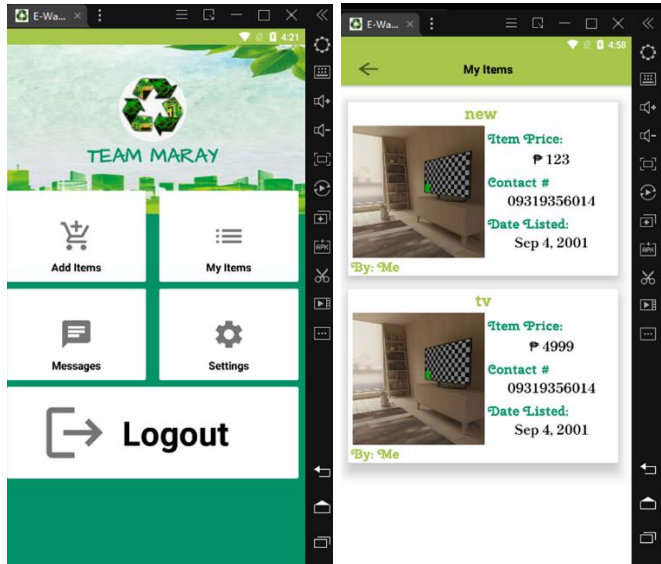 E-Wa...
4:21
TEAM MARAY
Add Items
My Items
Messages
Settings
Logout
APK
E-Wa...
4:58
My Items
new
Item Price:
₱ 123
Contact #
09319356014
Date Listed:
Sep 4, 2001
By: Me
tv
Item Price:
₱ 4999
Contact #
09319356014
Date Listed:
Sep 4, 2001
By: Me
APK